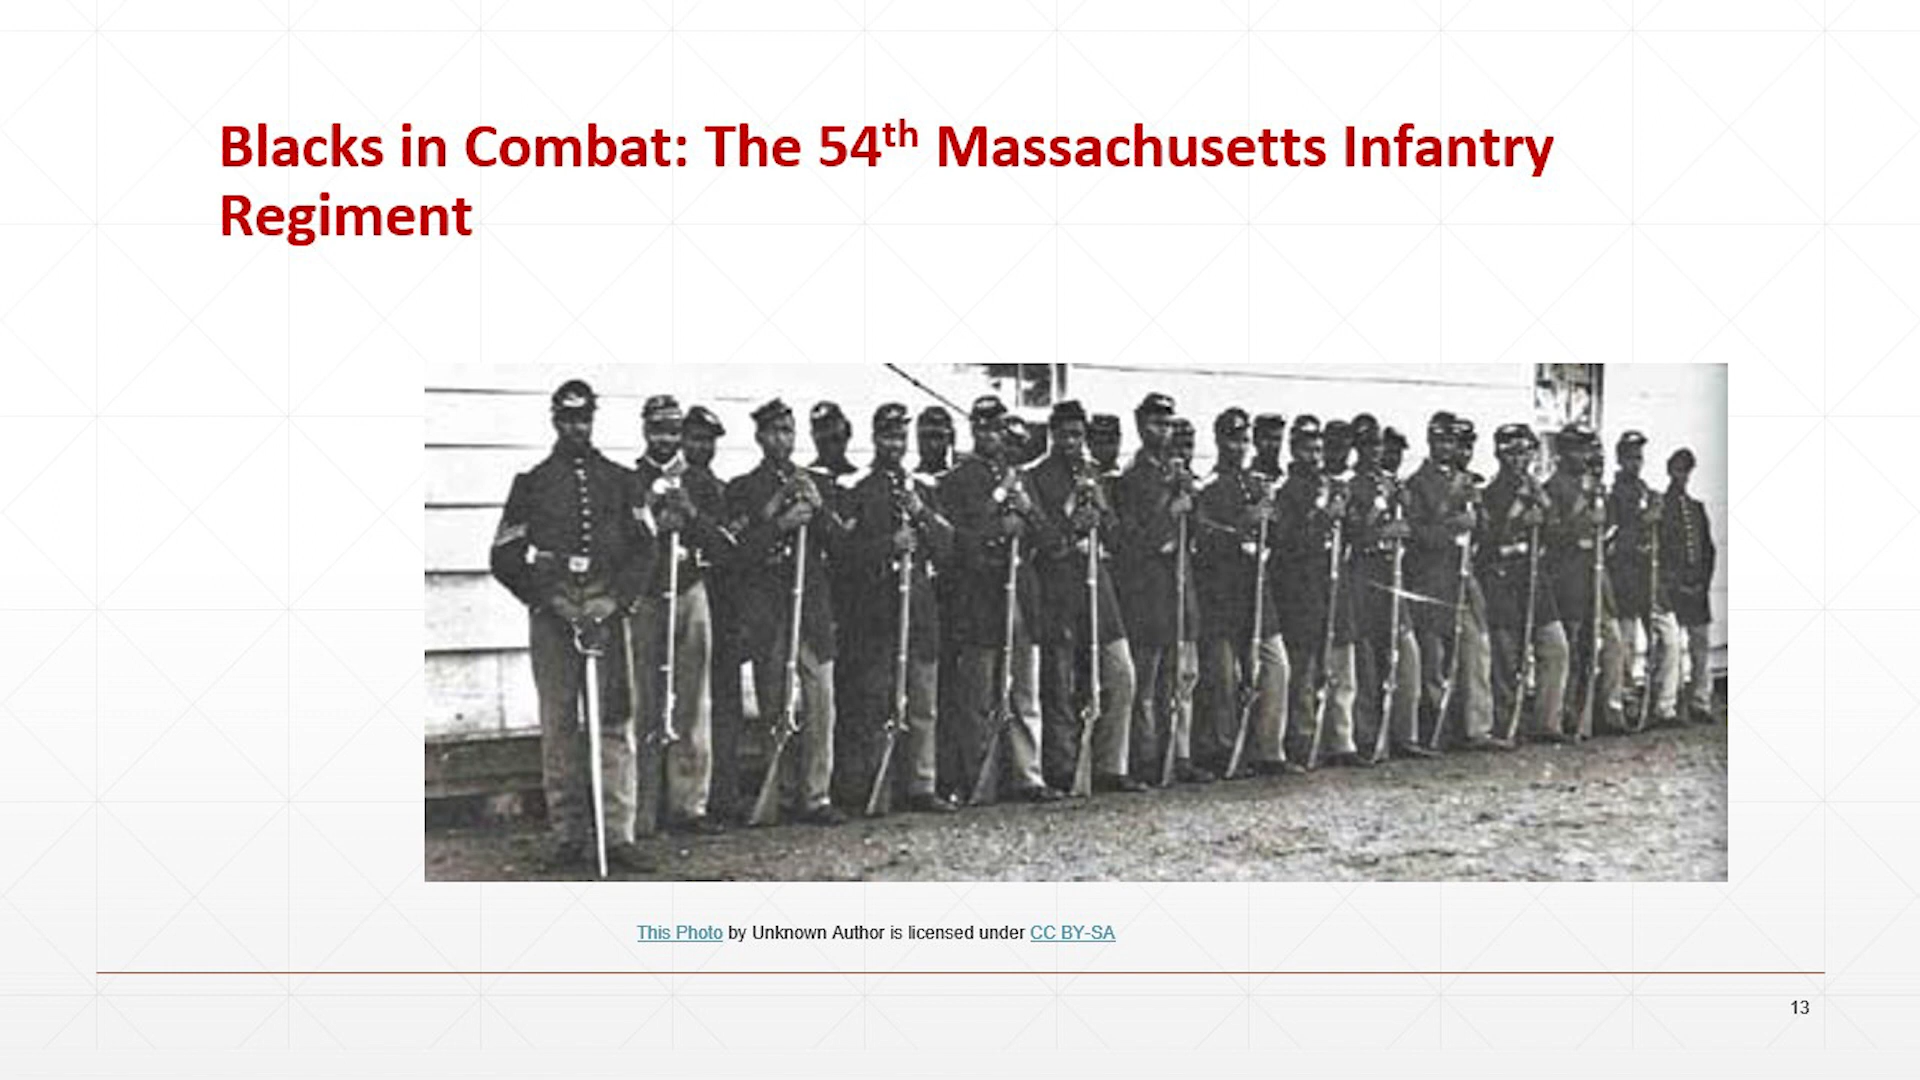 Blacks in Combat: The 54th Massachusetts Infantry
Regiment
This Photo by Unknown Author is licensed under CC BY-SA
13